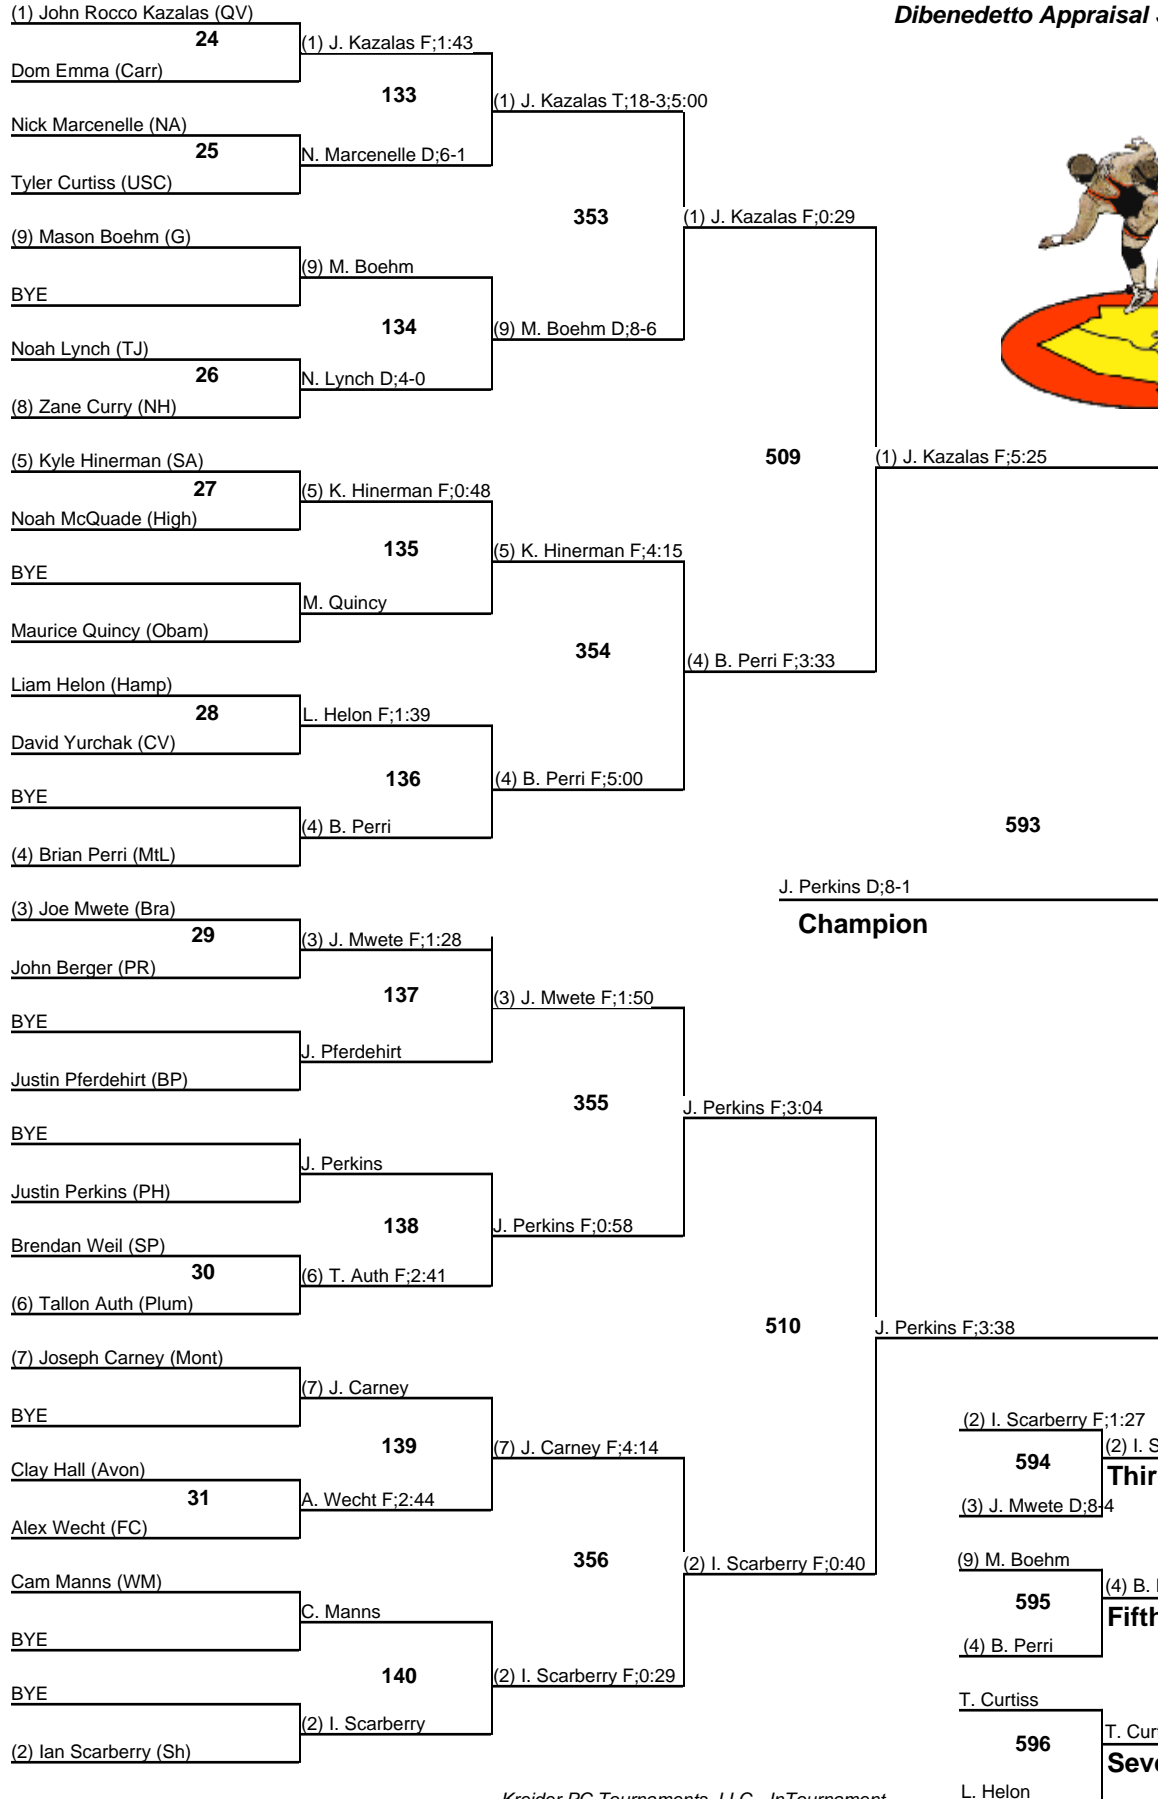 (1) John Rocco Kazalas (QV)
Dibenedetto Appraisal
24
(1) J. Kazalas F;1:43
Dom Emma (Carr)
133
(1) J. Kazalas T;18-3;5:00
Nick Marcenelle (NA)
25
N. Marcenelle D;6-1
Tyler Curtiss (USC)
353
(1) J. Kazalas F;0:29
(9) Mason Boehm (G)
(9) M. Boehm
BYE
134
(9) M. Boehm D;8-6
Noah Lynch (TJ)
26
N. Lynch D;4-0
(8) Zane Curry (NH)
509
(1) J. Kazalas F;5:25
(5) Kyle Hinerman (SA)
27
(5) K. Hinerman F;0:48
Noah McQuade (High)
135
(5) K. Hinerman F;4:15
BYE
M. Quincy
Maurice Quincy (Obam)
354
(4) B. Perri F;3:33
Liam Helon (Hamp)
28
L. Helon F;1:39
David Yurchak (CV)
136
(4) B. Perri F;5:00
BYE
(4) B. Perri
(4) Brian Perri (MtL)
593
J. Perkins D;8-1
Champion
(3) Joe Mwete (Bra)
29
(3) J. Mwete F;1:28
John Berger (PR)
137
(3) J. Mwete F;1:50
BYE
J. Pferdehirt
Justin Pferdehirt (BP)
355
J. Perkins F;3:04
BYE
J. Perkins
Justin Perkins (PH)
138
J. Perkins F;0:58
Brendan Weil (SP)
30
(6) T. Auth F;2:41
(6) Tallon Auth (Plum)
510
J. Perkins F;3:38
(7) Joseph Carney (Mont)
(7) J. Carney
BYE
139
(7) J. Carney F;4:14
Clay Hall (Avon)
31
A. Wecht F;2:44
Alex Wecht (FC)
356
(2) I. Scarberry F;0:40
Cam Manns (WM)
C. Manns
BYE
140
(2) I. Scarberry F;0:29
BYE
(2) I. Scarberry
(2) Ian Scarberry (Sh)
(2) I. Scarberry F;1:27
594
(2) I. S
Thir
(3) J. Mwete D;8-4
(9) M. Boehm
595
(4) B.
Fifth
(4) B. Perri
T. Curtiss
596
T. Cur
Seve
L. Helon
Kreider PC Tournaments, LLC - InTournament